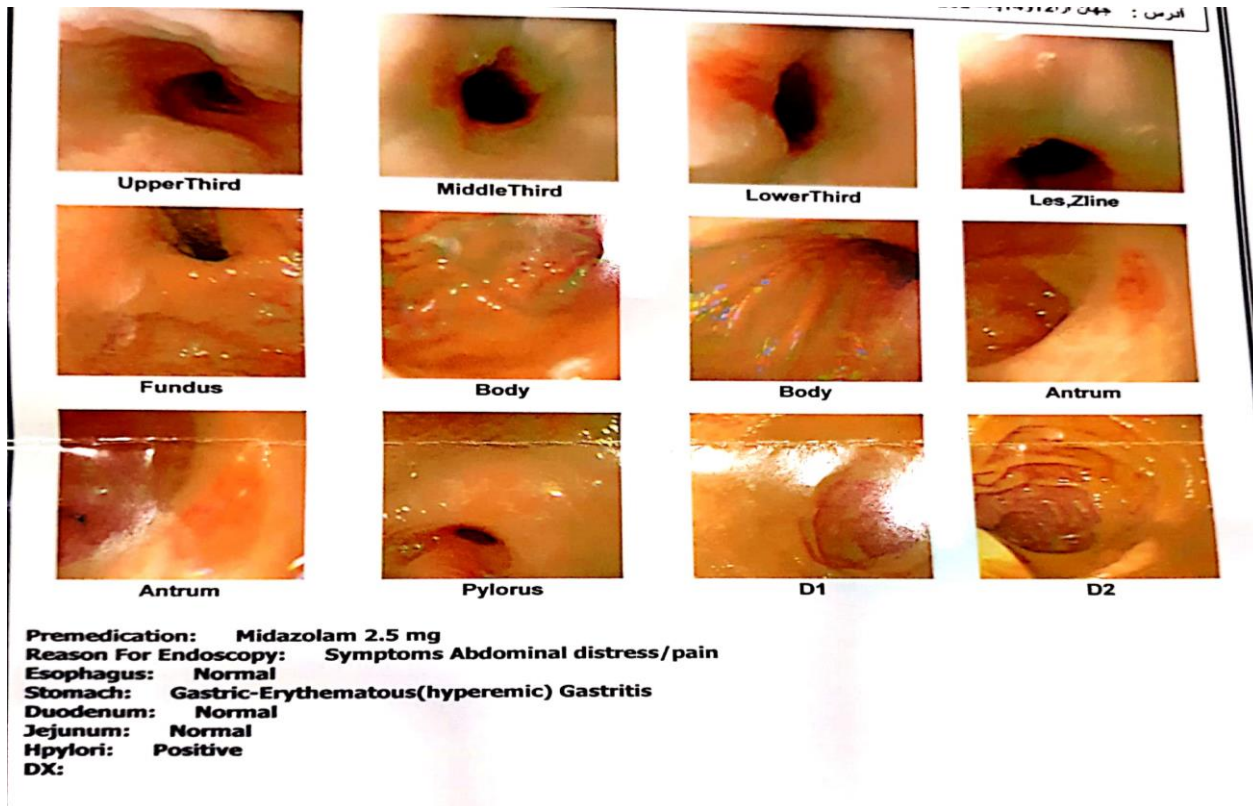 آدرس : جهان
UpperThird MiddleThird LowerThird Les,Zline
Fundus Body Body Antrum
Antrum Pylorus D1 D2
Premedication: Midazolam 2.5 mg
Reason For Endoscopy: Symptoms Abdominal distress/pain
Esophagus: Normal
Stomach: Gastric-Erythematous(hyperemic) Gastritis
Duodenum: Normal
Jejunum: Normal
Hpylori: Positive
DX: